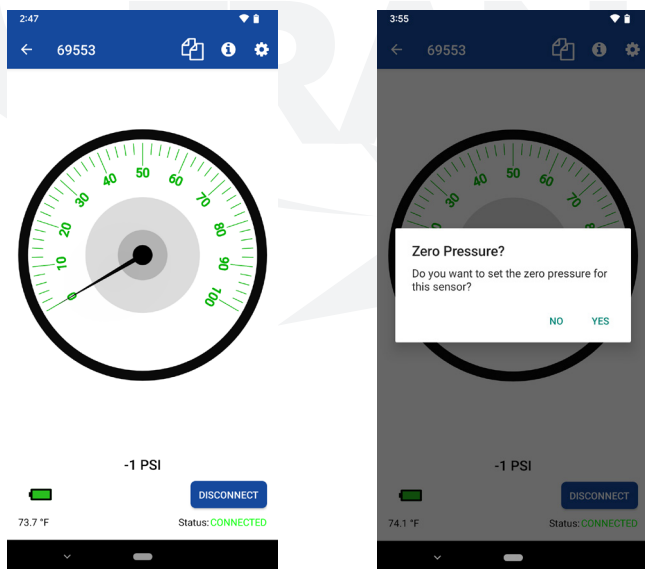 2:47
69553
0
10
20
30
40
50
60
70
80
90
100
-1 PSI
DISCONNECT
73.7 °F
Status:CONNECTED
3:55
69553
30
40
50
60
70
Zero Pressure?
Do you want to set the zero pressure for
this sensor?
NO
YES
-1 PSI
DISCONNECT
74.1 °F
Status:CONNECTED